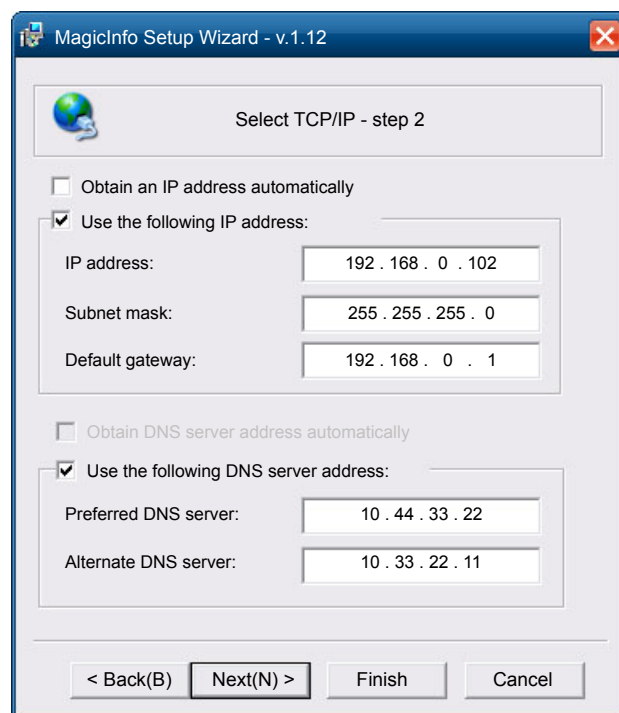 MagicInfo Setup Wizard - v.1.12
Select TCP/IP - step 2
Obtain an IP address automatically
Use the following IP address:
IP address: 192 . 168 . 0 . 102
Subnet mask: 255 . 255 . 255 . 0
Default gateway: 192 . 168 . 0 . 1
Obtain DNS server address automatically
Use the following DNS server address:
Preferred DNS server: 10 . 44 . 33 . 22
Alternate DNS server: 10 . 33 . 22 . 11
< Back(B) Next(N) > Finish Cancel